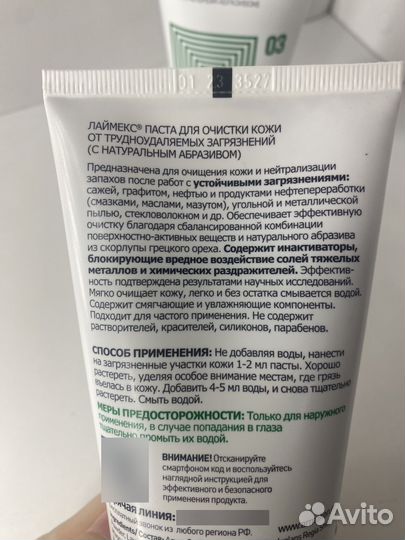 03
01 23 3527
ЛАЙМЕКС® ПАСТА ДЛЯ ОЧИСТКИ КОЖИ
ОТ ТРУДНОУДАЛЯЕМЫХ ЗАГРЯЗНЕНИЙ
(С НАТУРАЛЬНЫМ АБРАЗИВОМ)
Предназначена для очищения кожи и нейтрализации
запахов после работ с устойчивыми загрязнениями:
сажей, графитом, нефтью и продуктами нефтепереработки
(смазками, маслами, мазутом), угольной и металлической
пылью, стекловолокном и др. Обеспечивает эффективную
очистку благодаря сбалансированной комбинации
поверхностно-активных веществ и натурального абразива
из скорлупы грецкого ореха. Содержит инактиваторы,
блокирующие вредное воздействие солей тяжелых
металлов и химических раздражителей. Эффектив-
ность подтверждена результатами научных исследований.
Мягко очищает кожу, легко и без остатка смывается водой.
Содержит смягчающие и увлажняющие компоненты.
Подходит для частого применения. Не содержит
растворителей, красителей, силиконов, парабенов.
СПОСОБ ПРИМЕНЕНИЯ: Не добавляя воды, нанести
на загрязненные участки кожи 1-2 мл пасты. Хорошо
растереть, уделяя особое внимание местам, где грязь
въелась в кожу. Добавить 4-5 мл воды, и снова тщательно
растереть. Смыть водой.
МЕРЫ ПРЕДОСТОРОЖНОСТИ: Только для наружного
применения, в случае попадания в глаза
тщательно промыть их водой.
ВНИМАНИЕ! Отсканируйте
смартфоном код и воспользуйтесь
наглядной инструкцией для
эффективного и безопасного
применения продукта.
ЛИНИЯ:
звонок из любого региона РФ.
Состав:
Avito